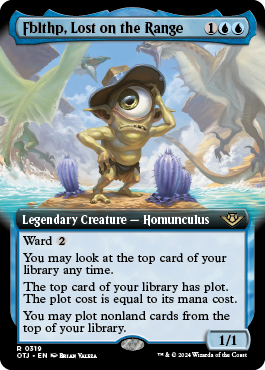 Fblthp, Lost on the Range 1
Legendary Creature — Homunculus
Ward 2
You may look at the top card of your
library any time.
The top card of your library has plot.
The plot cost is equal to its mana cost.
You may plot nonland cards from the
top of your library.
1/1
R 0319
OTJ • EN Brian Valeza
™ & © 2024 Wizards of the Coast